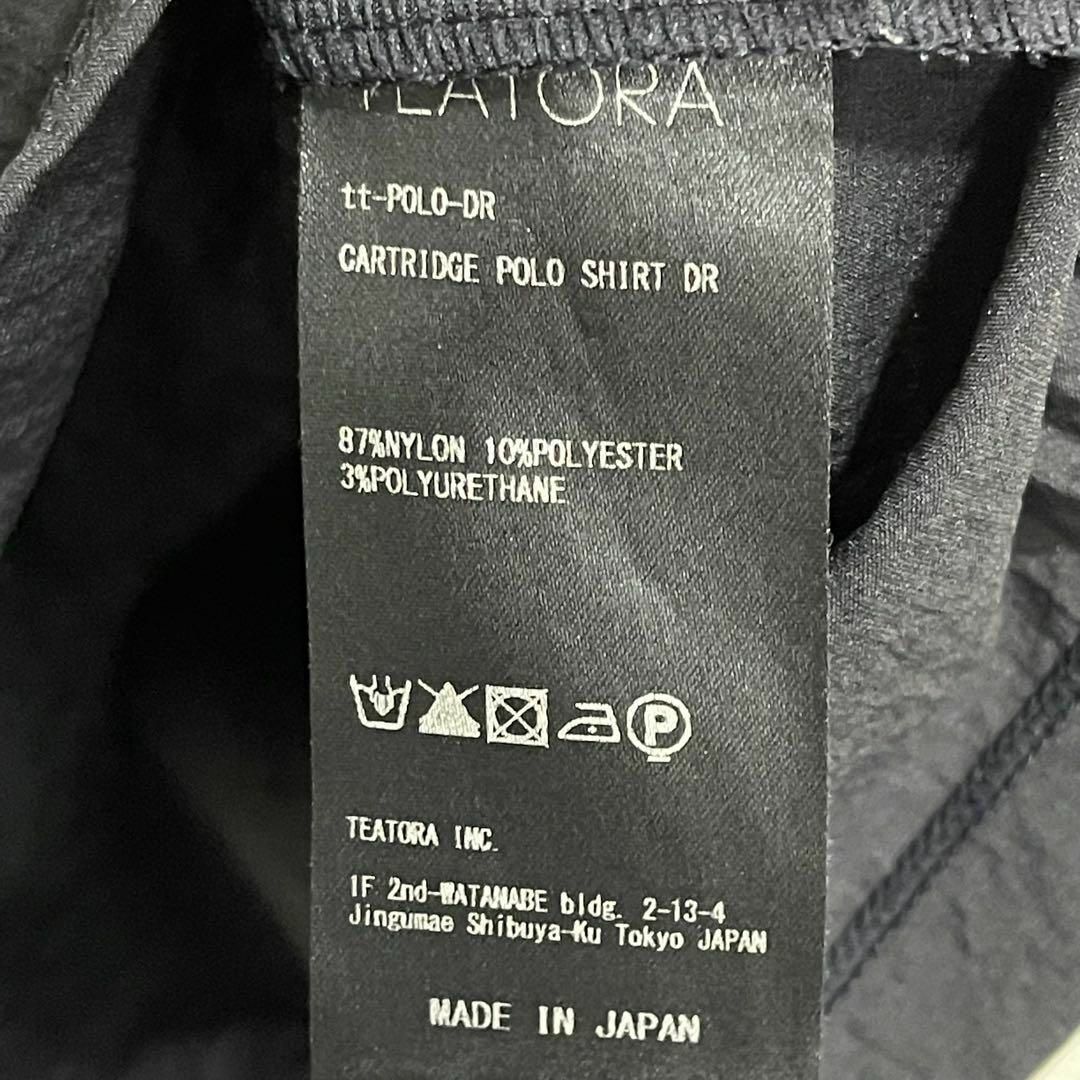 TEATORA
tt-POLO-DR
CARTRIDGE POLO SHIRT DR
87%NYLON 10%POLYESTER
3%POLYURETHANE
P
TEATORA INC.
1F 2nd-WATANABE bldg. 2-13-4
Jingumae Shibuya-Ku Tokyo JAPAN
MADE IN JAPAN